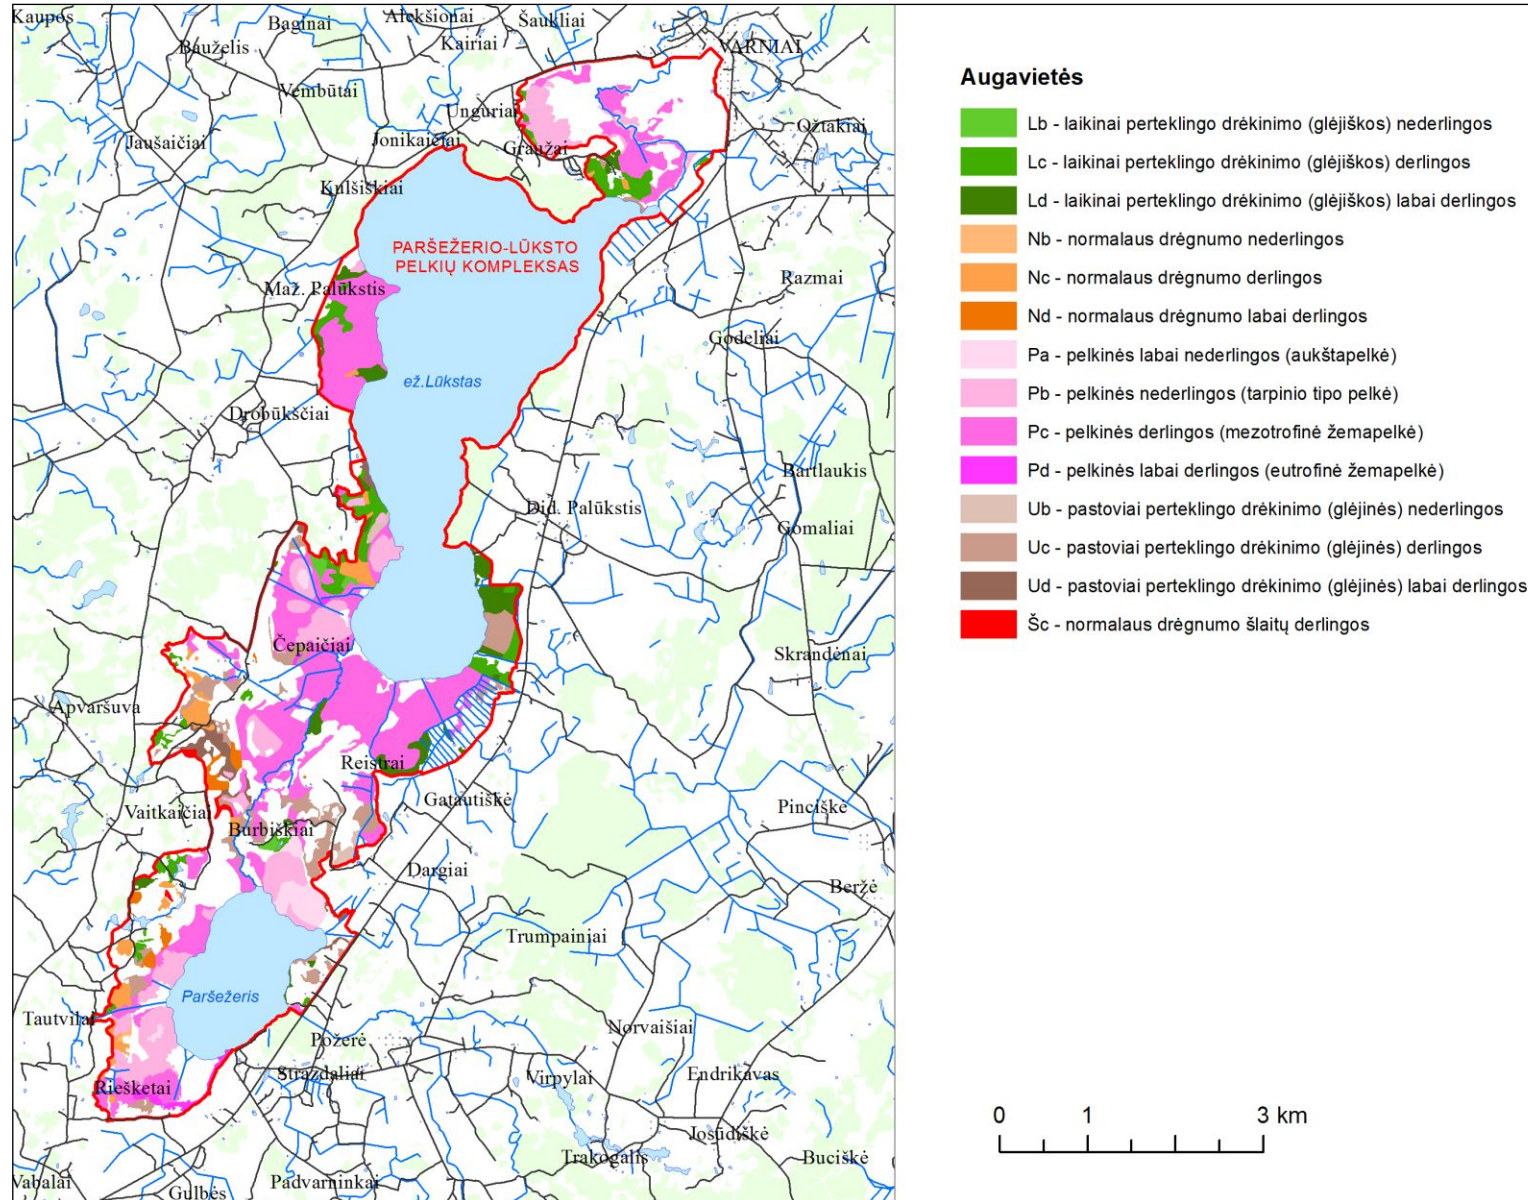 Kaupos
Baginai
Alekšionai
Šaukliai
Kairiai
Baužėlis
VARNIAI
Vembūtai
Unguriai
Ožtakiai
Jaušaičiai
Jonikaičiai
Graužai
Kulšiškiai
PARŠEŽERIO-LŪKSTO
PELKIŲ KOMPLEKSAS
Razmai
Maž. Palūkstis
Godeliai
ež.Lūkstas
Drobūkščiai
Bartlaukis
Did. Palūkstis
Gomaliai
Čepaičiai
Skrandėnai
Apvaršuva
Reistrai
Gatautiškė
Pinciškė
Vaitkaičiai
Burbiškiai
Dargiai
Beržė
Trumpainiai
Paršežeris
Tautvilai
Norvaišiai
Požerė
Strazdaliai
Virpylai
Endrikavas
Riešketai
Josūdiškė
Trakogalis
Bučiškė
Vabalai
Padvarninkai
Gulbės
Augavietės
Lb - laikinai perteklingo drėkinimo (glėjiškos) nederlingos
Lc - laikinai perteklingo drėkinimo (glėjiškos) derlingos
Ld - laikinai perteklingo drėkinimo (glėjiškos) labai derlingos
Nb - normalaus drėgnumo nederlingos
Nc - normalaus drėgnumo derlingos
Nd - normalaus drėgnumo labai derlingos
Pa - pelkinės labai nederlingos (aukštapelkė)
Pb - pelkinės nederlingos (tarpinio tipo pelkė)
Pc - pelkinės derlingos (mezotrofinė žemapelkė)
Pd - pelkinės labai derlingos (eutrofinė žemapelkė)
Ub - pastoviai perteklingo drėkinimo (glėjinės) nederlingos
Uc - pastoviai perteklingo drėkinimo (glėjinės) derlingos
Ud - pastoviai perteklingo drėkinimo (glėjinės) labai derlingos
Šc - normalaus drėgnumo šlaitų derlingos
0 1 3 km